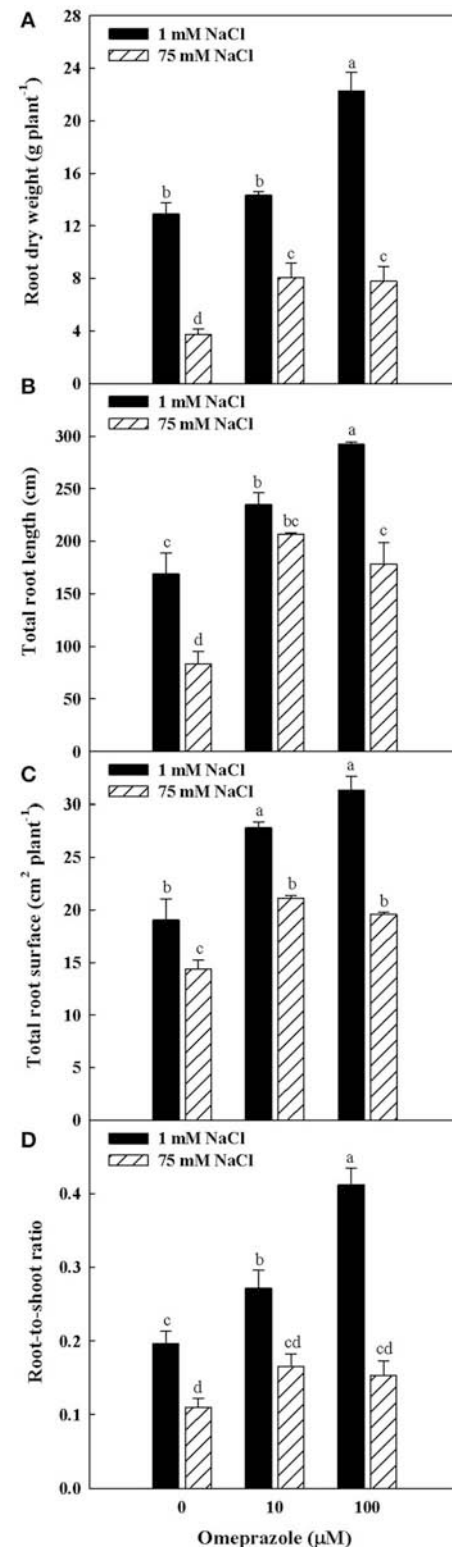 A
1 mM NaCl
75 mM NaCl
Root dry weight (g plant⁻¹)
28
24
20
16
12
8
4
0
b
d
b
c
a
c
B
1 mM NaCl
75 mM NaCl
Total root length (cm)
300
250
200
150
100
50
0
c
d
b
bc
a
c
C
1 mM NaCl
75 mM NaCl
Total root surface (cm² plant⁻¹)
30
25
20
15
10
5
0
b
c
a
b
a
b
D
1 mM NaCl
75 mM NaCl
Root-to-shoot ratio
0.4
0.3
0.2
0.1
0.0
c
d
b
cd
a
cd
0 10 100
Omeprazole (μM)